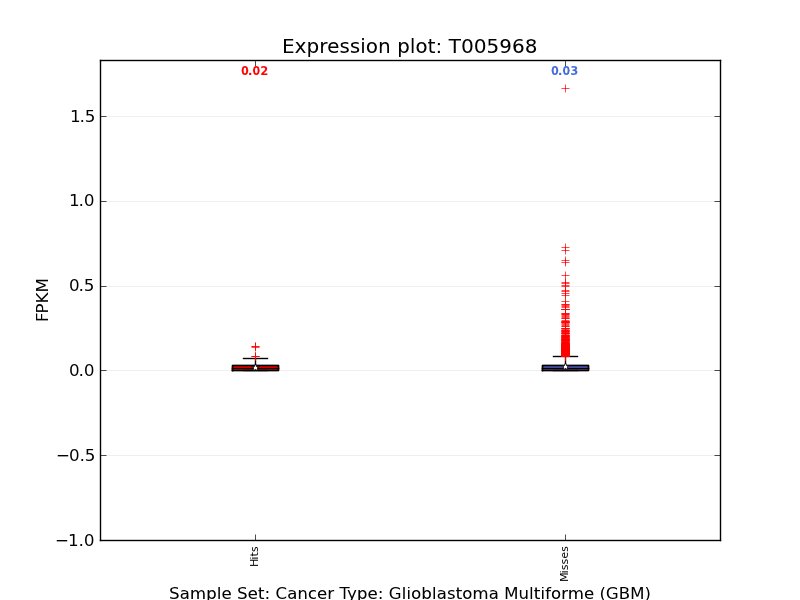 Expression plot: T005968
0.02
0.03
1.5
1.0
0.5
0.0
−0.5
−1.0
FPKM
Hits
Misses
Sample Set: Cancer Type: Glioblastoma Multiforme (GBM)